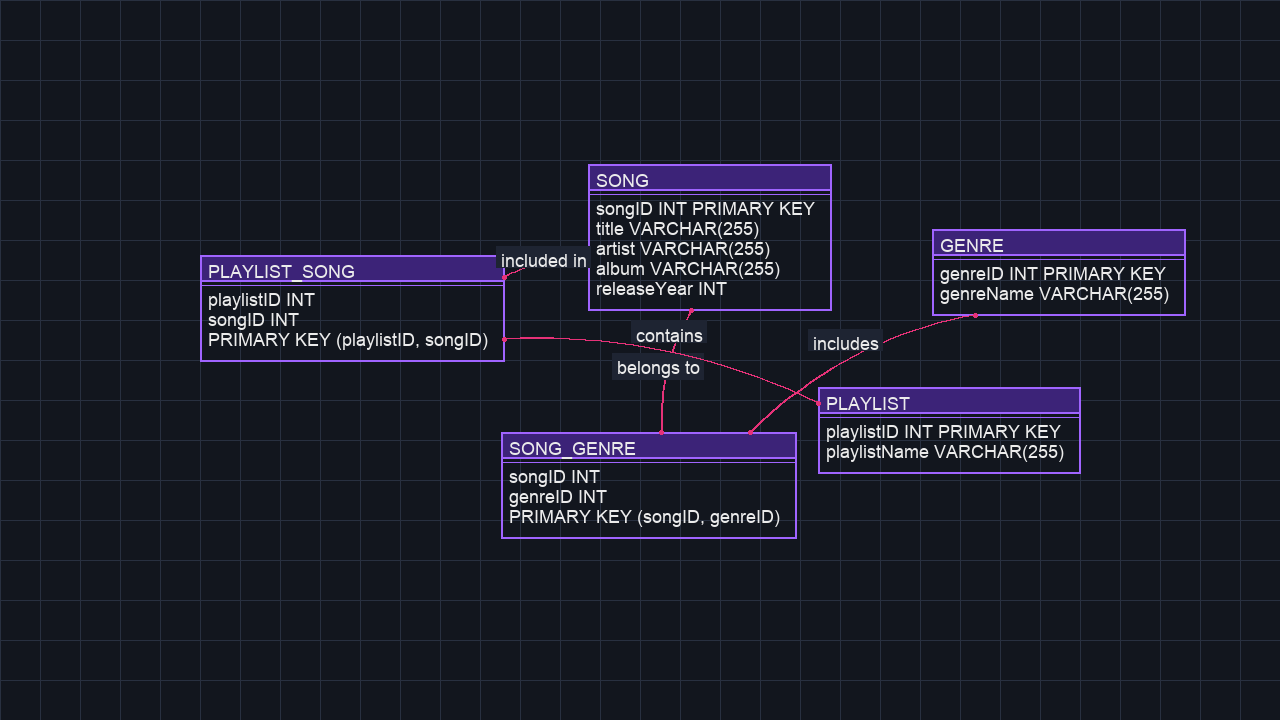 SONG
songID INT PRIMARY KEY
title VARCHAR(255)
artist VARCHAR(255)
album VARCHAR(255)
releaseYear INT
GENRE
genreID INT PRIMARY KEY
genreName VARCHAR(255)
included in
PLAYLIST_SONG
playlistID INT
songID INT
PRIMARY KEY (playlistID, songID)
contains
includes
belongs to
PLAYLIST
playlistID INT PRIMARY KEY
playlistName VARCHAR(255)
SONG_GENRE
songID INT
genreID INT
PRIMARY KEY (songID, genreID)